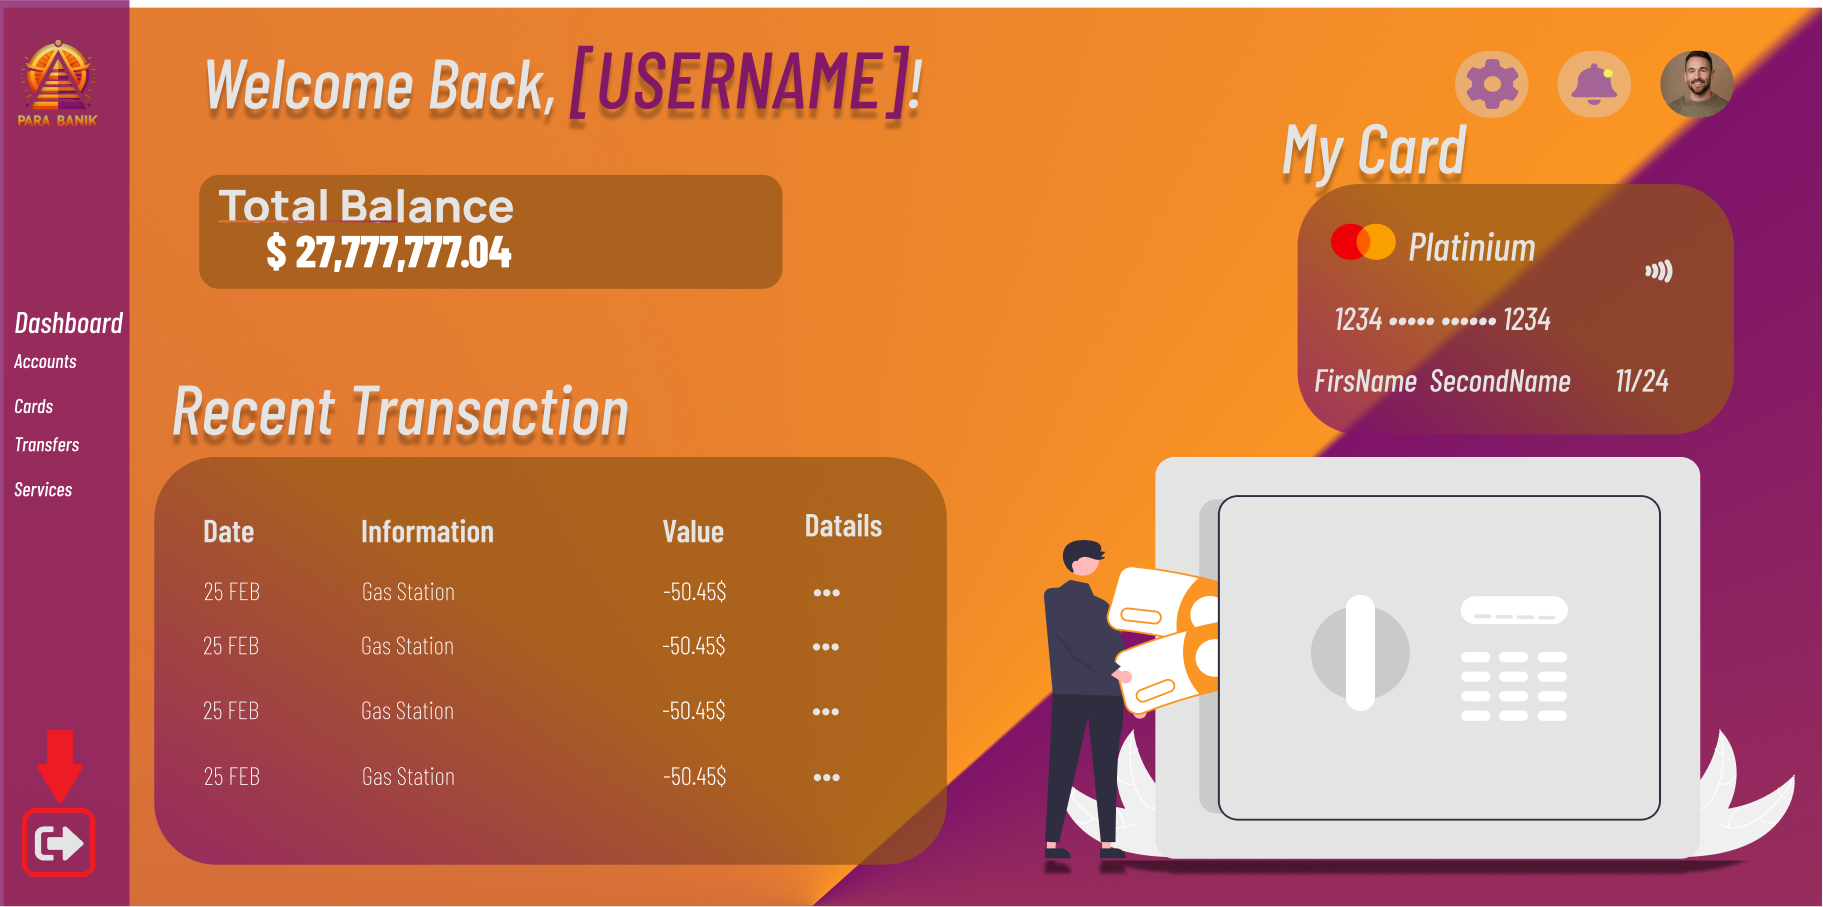 PARA BANIK
Welcome Back, [USERNAME]!
Total Balance
$ 27,777,777.04
My Card
Platinium
1234 ••••• •••••• 1234
FirsName SecondName 11/24
Dashboard
Accounts
Cards
Transfers
Services
Recent Transaction
Date Information Value Datails
25 FEB Gas Station -50.45$ •••
25 FEB Gas Station -50.45$ •••
25 FEB Gas Station -50.45$ •••
25 FEB Gas Station -50.45$ •••